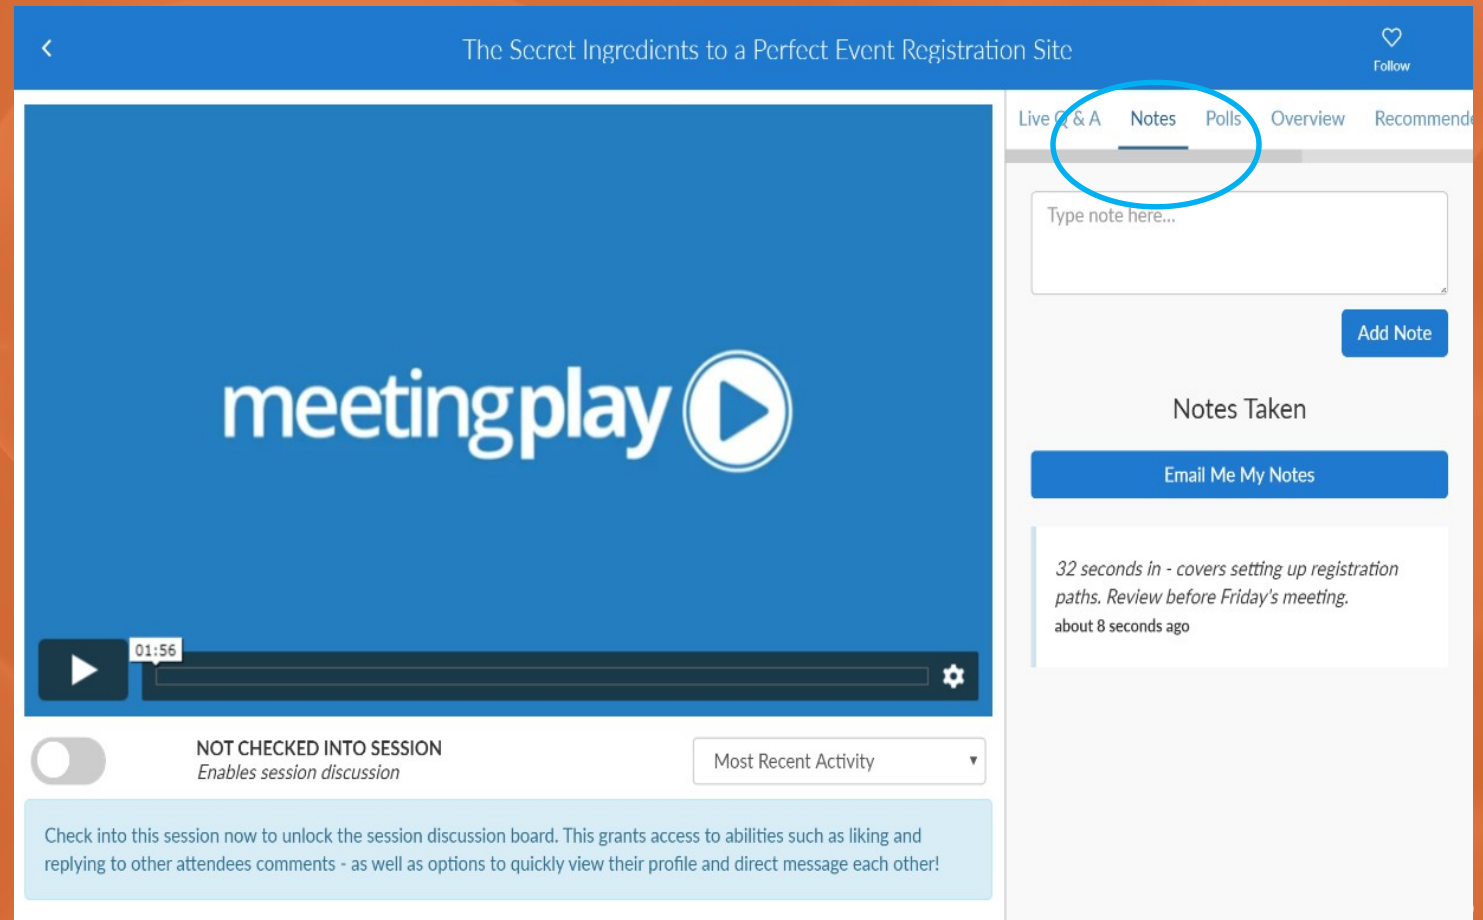 The Secret Ingredients to a Perfect Event Registration Site
Follow
Live Q & A Notes Polls Overview Recommende
Type note here...
Add Note
Notes Taken
Email Me My Notes
32 seconds in - covers setting up registration
paths. Review before Friday's meeting.
about 8 seconds ago
meetingplay
01:56
NOT CHECKED INTO SESSION
Enables session discussion
Most Recent Activity
Check into this session now to unlock the session discussion board. This grants access to abilities such as liking and
replying to other attendees comments - as well as options to quickly view their profile and direct message each other!